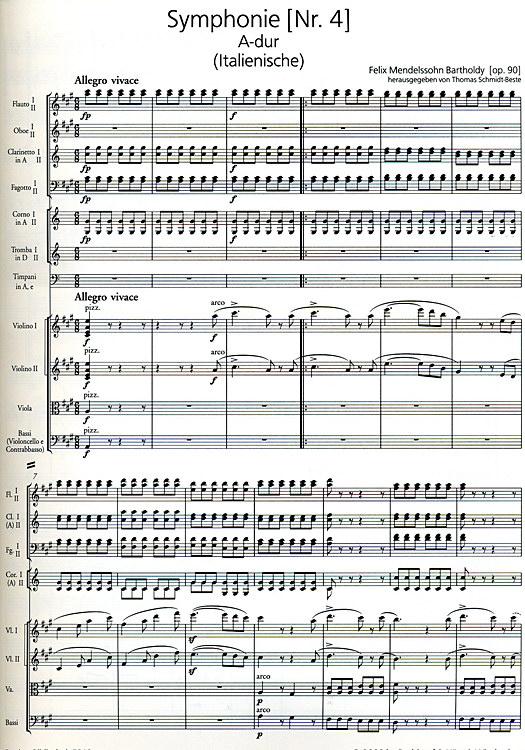 Symphonie [Nr. 4]
A-dur
(Italienische)
Felix Mendelssohn Bartholdy [op. 90]
herausgegeben von Thomas Schmidt-Beste
Allegro vivace
Flauto I II
fp f
Oboe I II
Clarinetto I II
in A
fp f
Fagotto I II
fp f
Corno I II
in A
fp f
Tromba I II
in D
Timpani
in A, e
Allegro vivace
Violino I
pizz. arco
f f
Violino II
pizz. arco
f f
Viola
pizz.
f
Bassi
(Violoncello e
Contrabbasso)
pizz.
f
7
Fl. I II
Cl. I II
(A)
Fg. I II
Cor. I II
(A)
Vl. I
sf
Vl. II
sf
Va.
arco
p
Bassi
arco
p